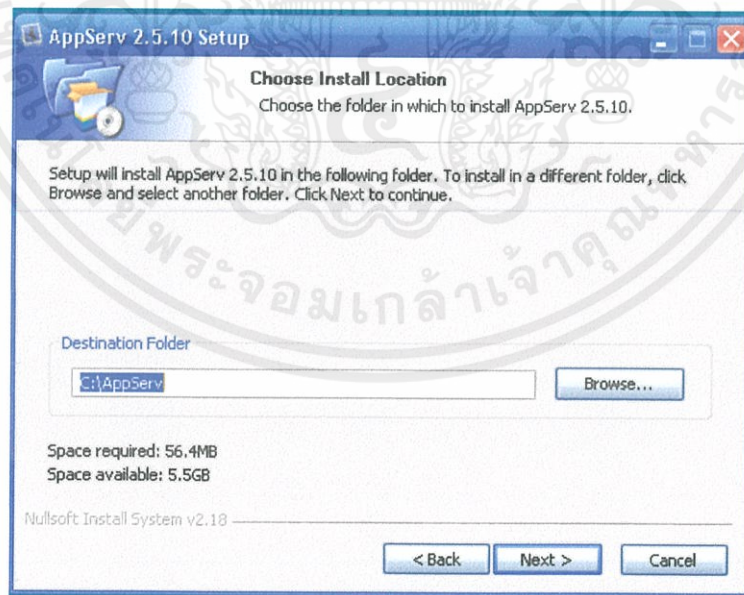 AppServ 2.5.10 Setup
Choose Install Location
Choose the folder in which to install AppServ 2.5.10.
Setup will install AppServ 2.5.10 in the following folder. To install in a different folder, click
Browse and select another folder. Click Next to continue.
Destination Folder
C:\AppServ
Browse...
Space required: 56.4MB
Space available: 5.5GB
Nullsoft Install System v2.18
< Back
Next >
Cancel